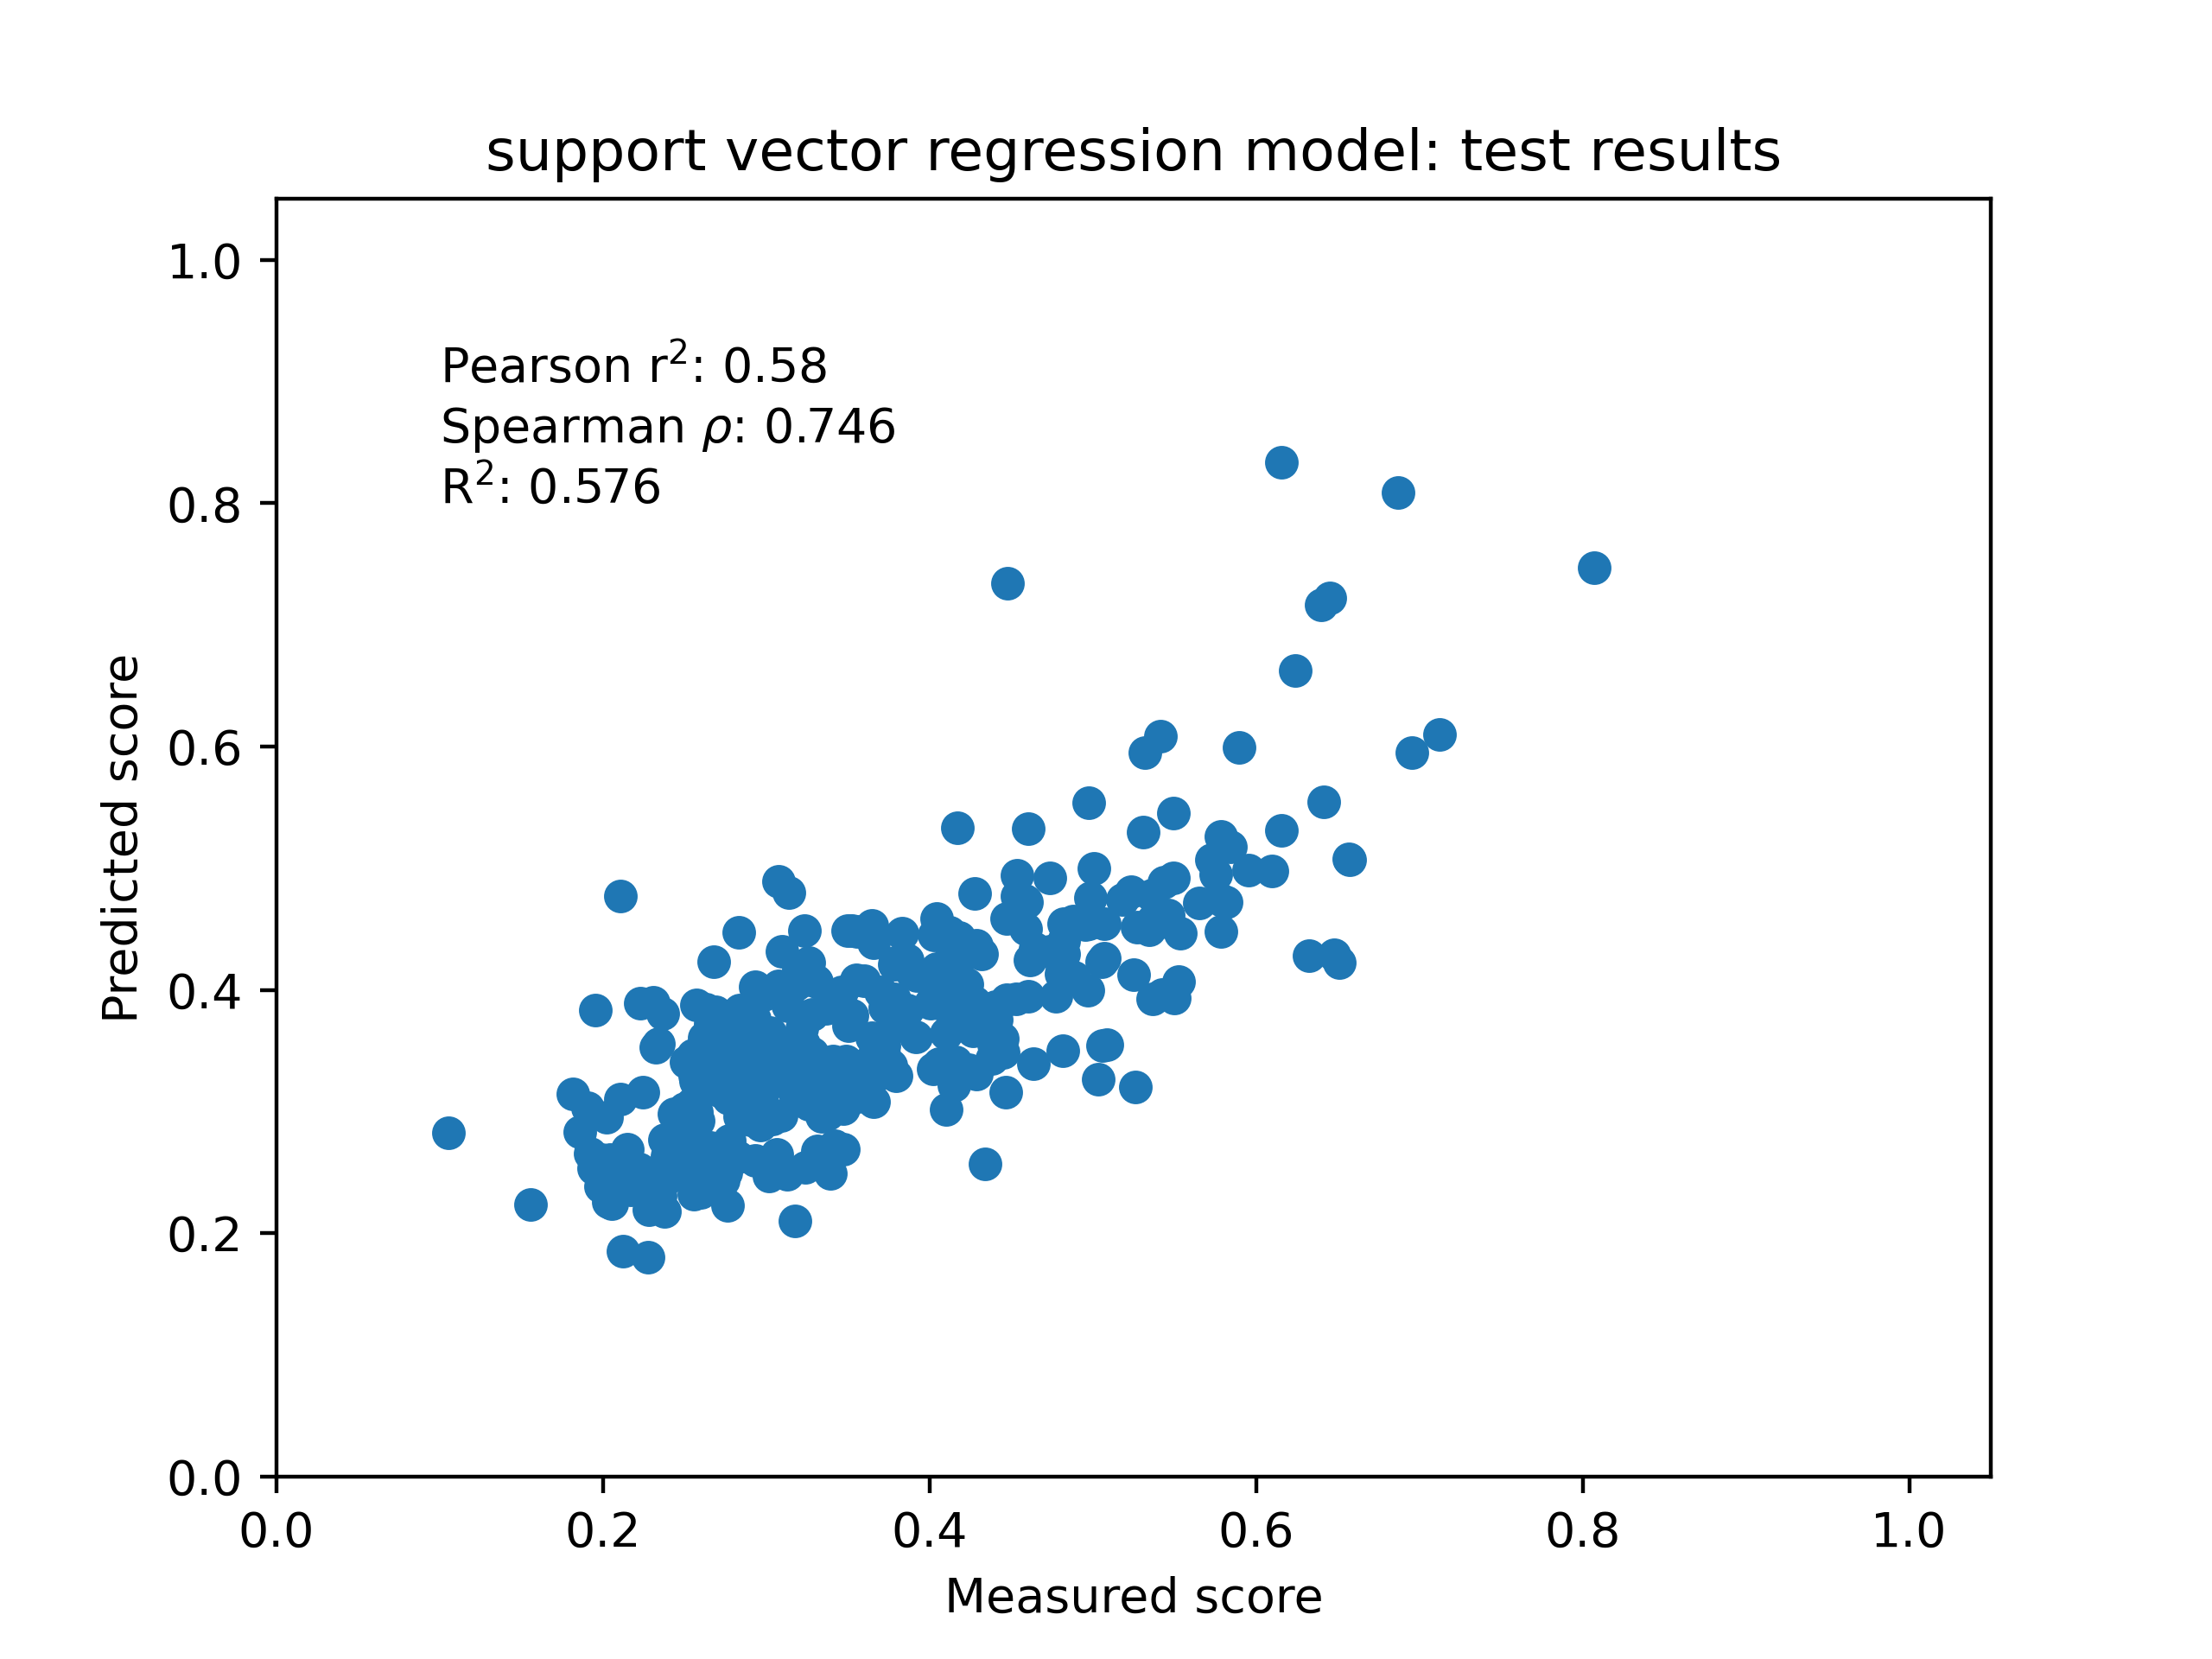 support vector regression model: test results
1.0
Pearson r²: 0.58
Spearman ρ: 0.746
R²: 0.576
0.8
0.6
0.4
0.2
0.0
Predicted score
0.0 0.2 0.4 0.6 0.8 1.0
Measured score